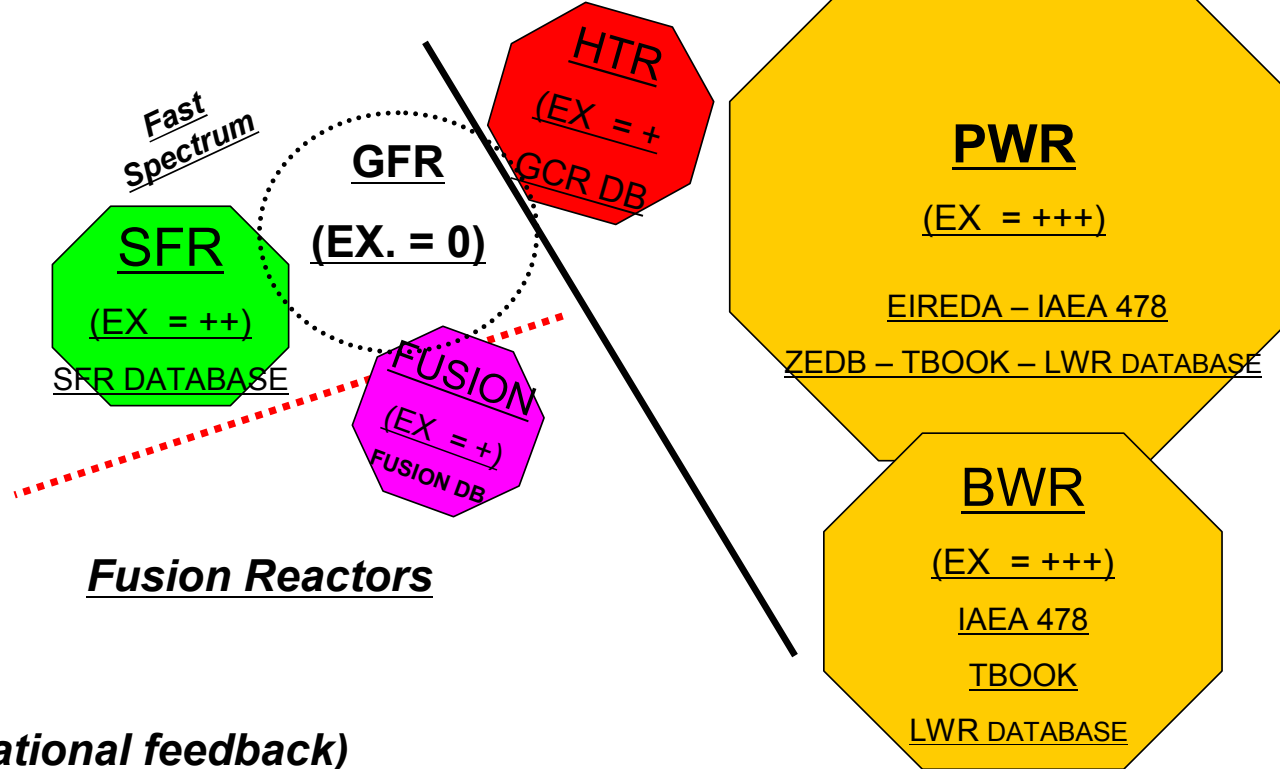 Fast
Spectrum
GFR
(EX. = 0)
HTR
(EX = +
GCR DB
SFR
(EX = ++)
SFR DATABASE
FUSION
(EX = +)
FUSION DB
PWR
(EX = +++)
EIREDA – IAEA 478
ZEDB – TBOOK – LWR DATABASE
BWR
(EX = +++)
IAEA 478
TBOOK
LWR DATABASE
Fusion Reactors
ational feedback)